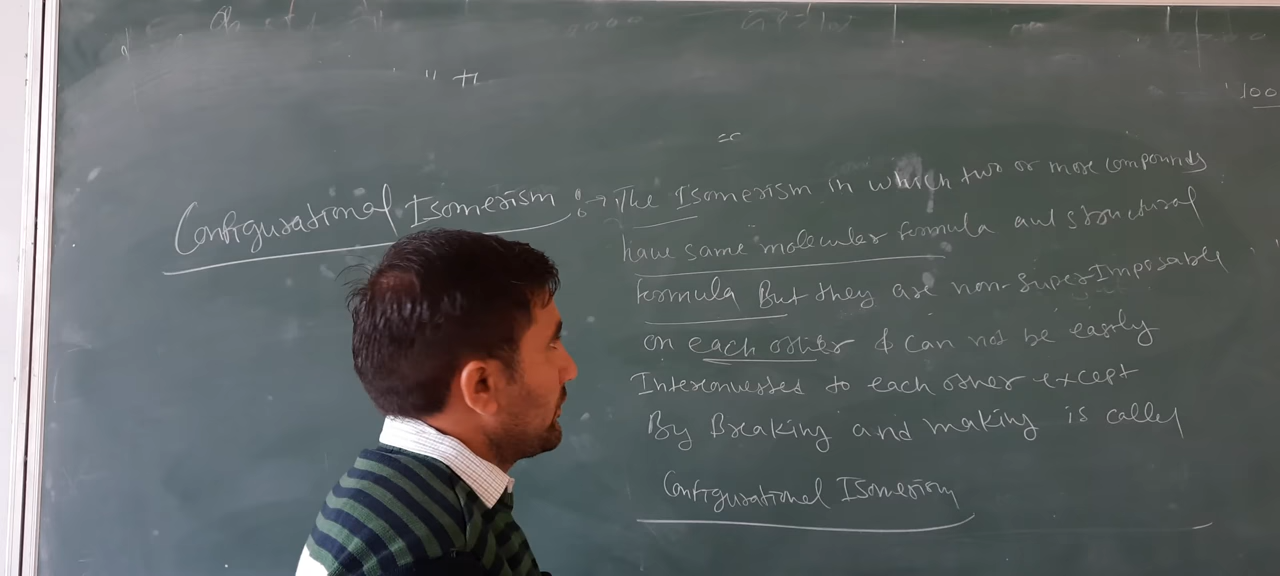 Configurational Isomerism :→ The Isomerism in which two or more compounds
have same molecular formula and structural
formula But they are non-SuperImposable
on each other & can not be easily
Interconverted to each other except
By Breaking and making is called
Configurational Isomerism
100